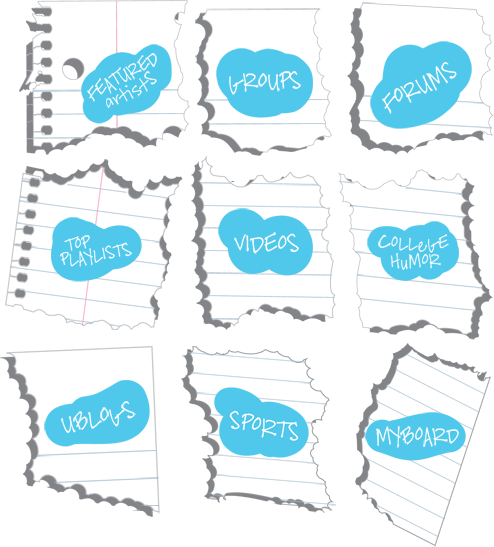 FEATURED
artists
GROUPS
FORUMS
TOP
PLAYLISTS
VIDEOS
COLLEGE
HuMOR
UBLOGS
SPORTS
MYBOARD